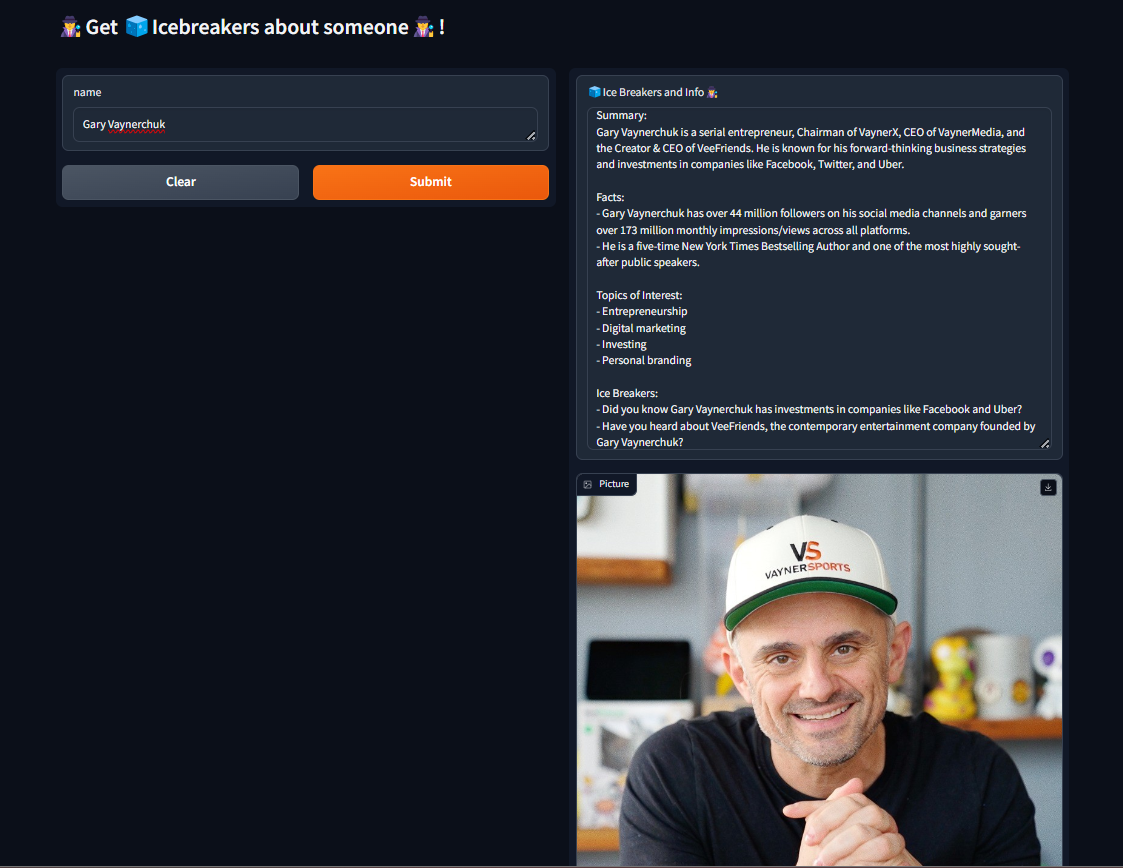 Get Icebreakers about someone !
name
Gary Vaynerchuk
Clear
Submit
Ice Breakers and Info
Summary:
Gary Vaynerchuk is a serial entrepreneur, Chairman of VaynerX, CEO of VaynerMedia, and
the Creator & CEO of VeeFriends. He is known for his forward-thinking business strategies
and investments in companies like Facebook, Twitter, and Uber.
Facts:
- Gary Vaynerchuk has over 44 million followers on his social media channels and garners
over 173 million monthly impressions/views across all platforms.
- He is a five-time New York Times Bestselling Author and one of the most highly sought-
after public speakers.
Topics of Interest:
- Entrepreneurship
- Digital marketing
- Investing
- Personal branding
Ice Breakers:
- Did you know Gary Vaynerchuk has investments in companies like Facebook and Uber?
- Have you heard about VeeFriends, the contemporary entertainment company founded by
Gary Vaynerchuk?
Picture
VS
VAYNERSPORTS